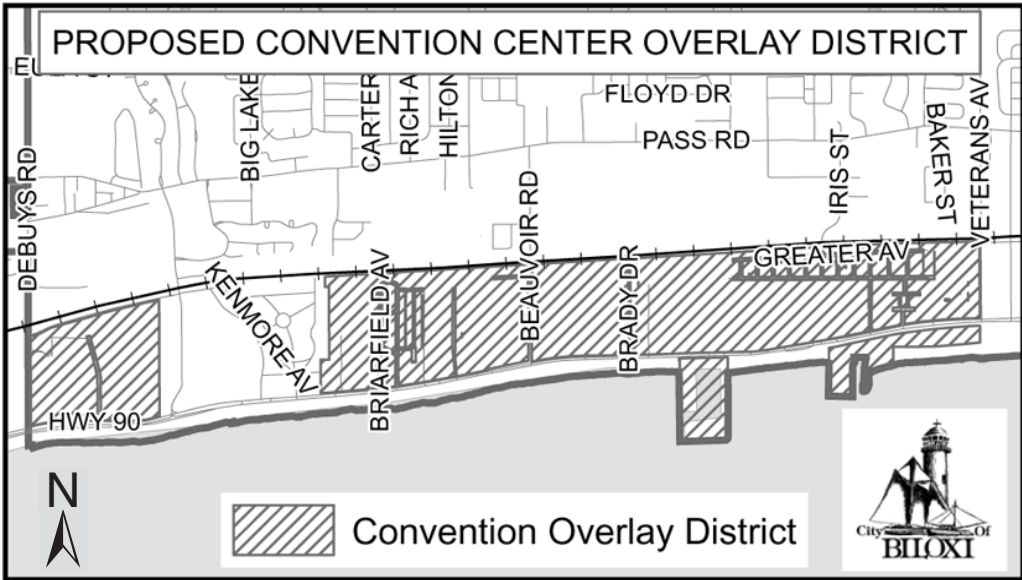 PROPOSED CONVENTION CENTER OVERLAY DISTRICT
DEBUYS RD
BIG LAKE
CARTER
RICH A
HILTON
FLOYD DR
PASS RD
IRIS ST
BAKER ST
VETERANS AV
BEAUVOIR RD
GREATER AV
KENMORE AV
BRIARFIELD AV
BRADY DR
HWY 90
N
Convention Overlay District
City Of
BILOXI